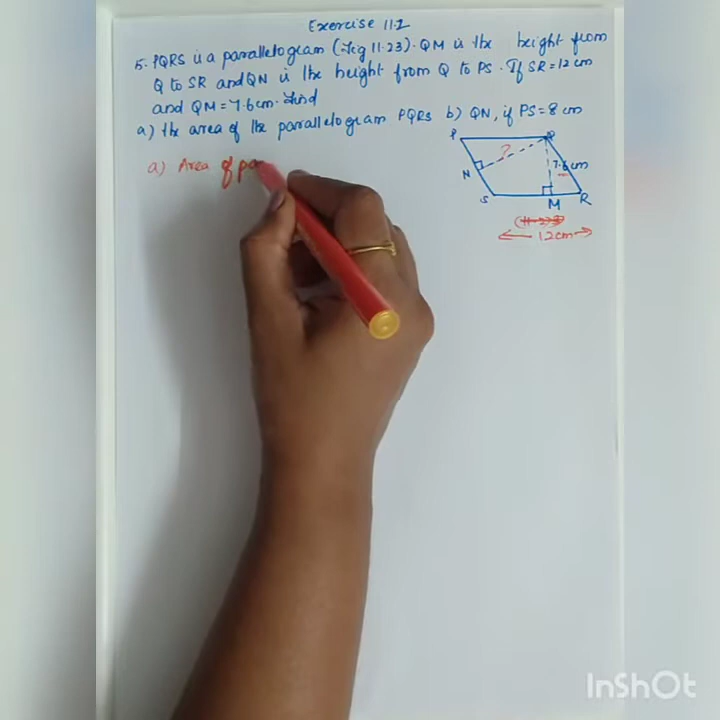 Exercise 11.2
5. PQRS is a parallelogram (Fig 11.23). QM is the height from
Q to SR and QN is the height from Q to PS. If SR = 12 cm
and QM = 7.6 cm. Find
a) the area of the parallelogram PQRS b) QN, if PS = 8 cm
P
?
7.6 cm
N
S
M
R
12 cm
a) Area of pa
InShOt